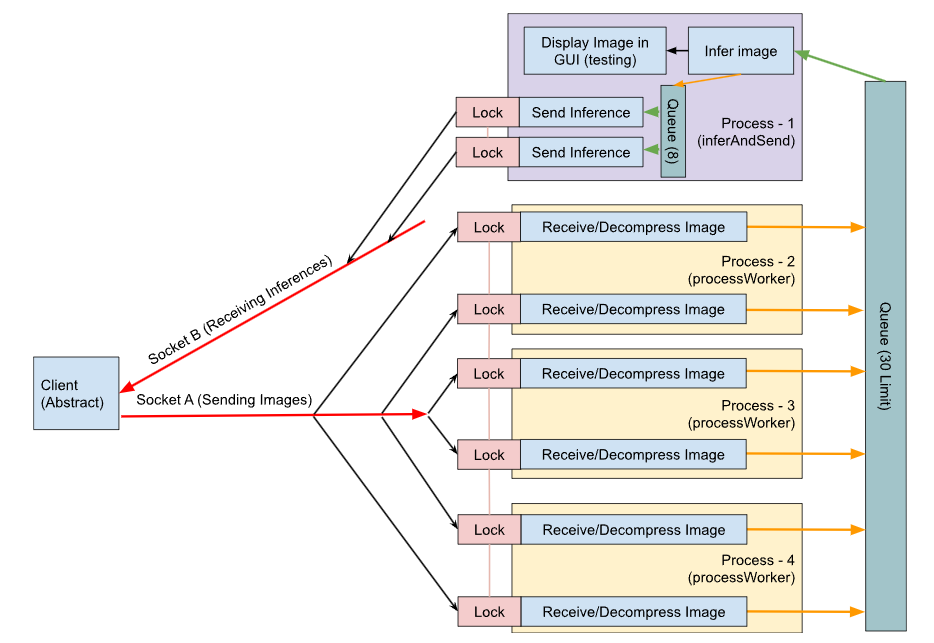 Display Image in
GUI (testing)
Infer image
Lock
Send Inference
Queue (8)
Process - 1
(inferAndSend)
Lock
Send Inference
Lock
Receive/Decompress Image
Process - 2
(processWorker)
Lock
Receive/Decompress Image
Socket B (Receiving Inferences)
Queue (30 Limit)
Client
(Abstract)
Socket A (Sending Images)
Lock
Receive/Decompress Image
Process - 3
(processWorker)
Lock
Receive/Decompress Image
Lock
Receive/Decompress Image
Process - 4
(processWorker)
Lock
Receive/Decompress Image